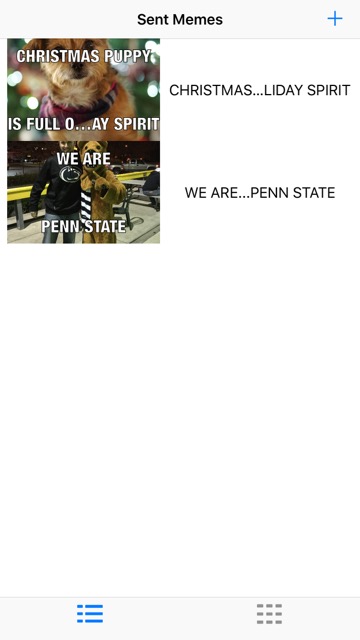 Sent Memes
CHRISTMAS PUPPY
IS FULL O...AY SPIRIT
CHRISTMAS...LIDAY SPIRIT
WE ARE
PENN STATE
WE ARE...PENN STATE